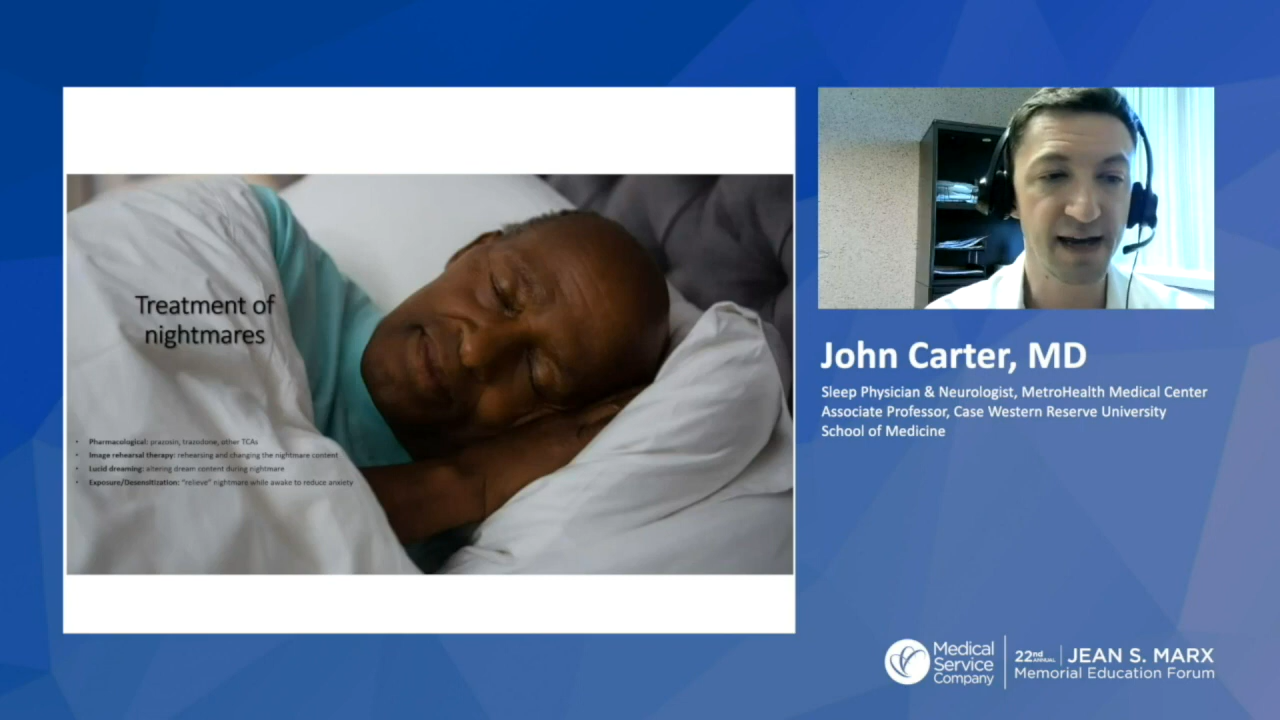 Treatment of
nightmares
• Pharmacological: prazosin, trazodone, other TCAs
• Image rehearsal therapy: rehearsing and changing the nightmare content
• Lucid dreaming: altering dream content during nightmare
• Exposure/Desensitization: "relieve" nightmare while awake to reduce anxiety
John Carter, MD
Sleep Physician & Neurologist, MetroHealth Medical Center
Associate Professor, Case Western Reserve University
School of Medicine
Medical
Service
Company
22nd ANNUAL | JEAN S. MARX
Memorial Education Forum